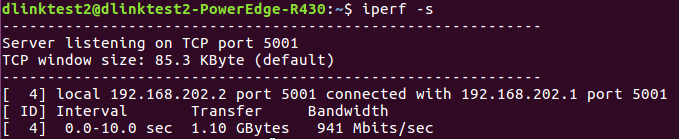 dlinktest2@dlinktest2-PowerEdge-R430:~$ iperf -s
------------------------------------------------------------
Server listening on TCP port 5001
TCP window size: 85.3 KByte (default)
------------------------------------------------------------
[  4] local 192.168.202.2 port 5001 connected with 192.168.202.1 port 5001
[ ID] Interval       Transfer     Bandwidth
[  4]  0.0-10.0 sec  1.10 GBytes   941 Mbits/sec